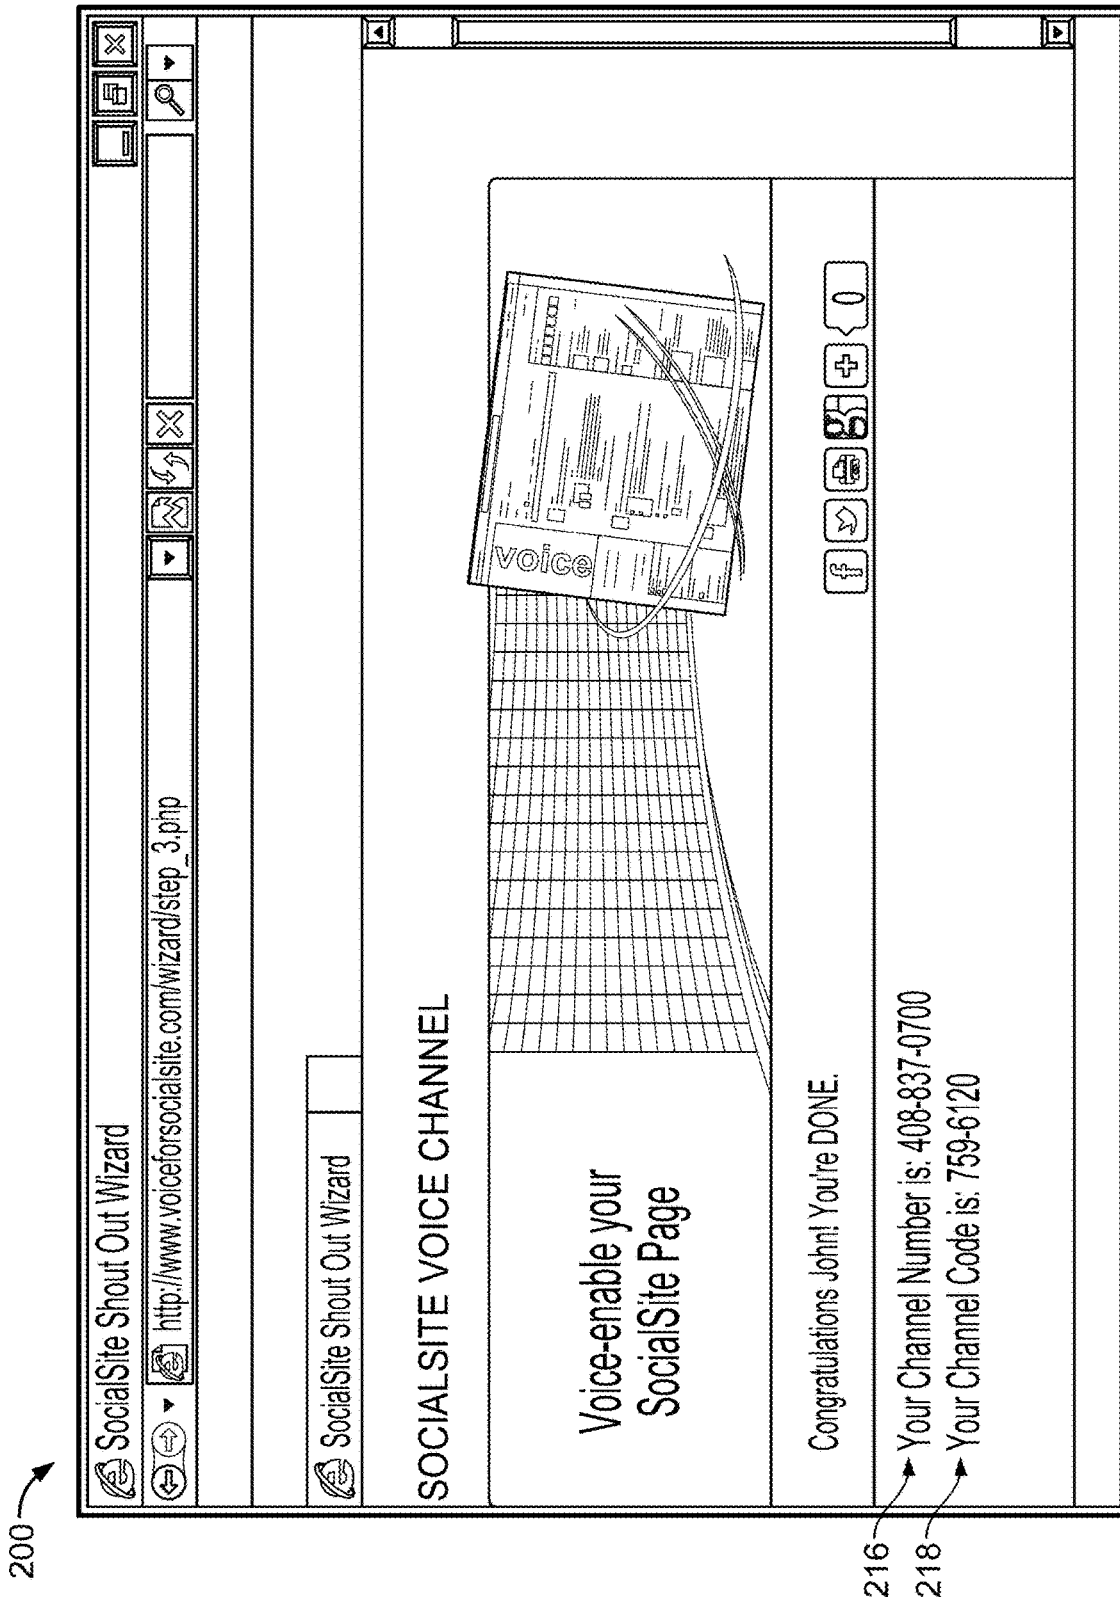 200
SocialSite Shout Out Wizard
http://www.voiceforsocialsite.com/wizard/step_3.php
SocialSite Shout Out Wizard
SOCIALSITE VOICE CHANNEL
Voice-enable your
SocialSite Page
voice
Congratulations John! You're DONE.
f
g
+
0
216
Your Channel Number is: 408-837-0700
218
Your Channel Code is: 759-6120